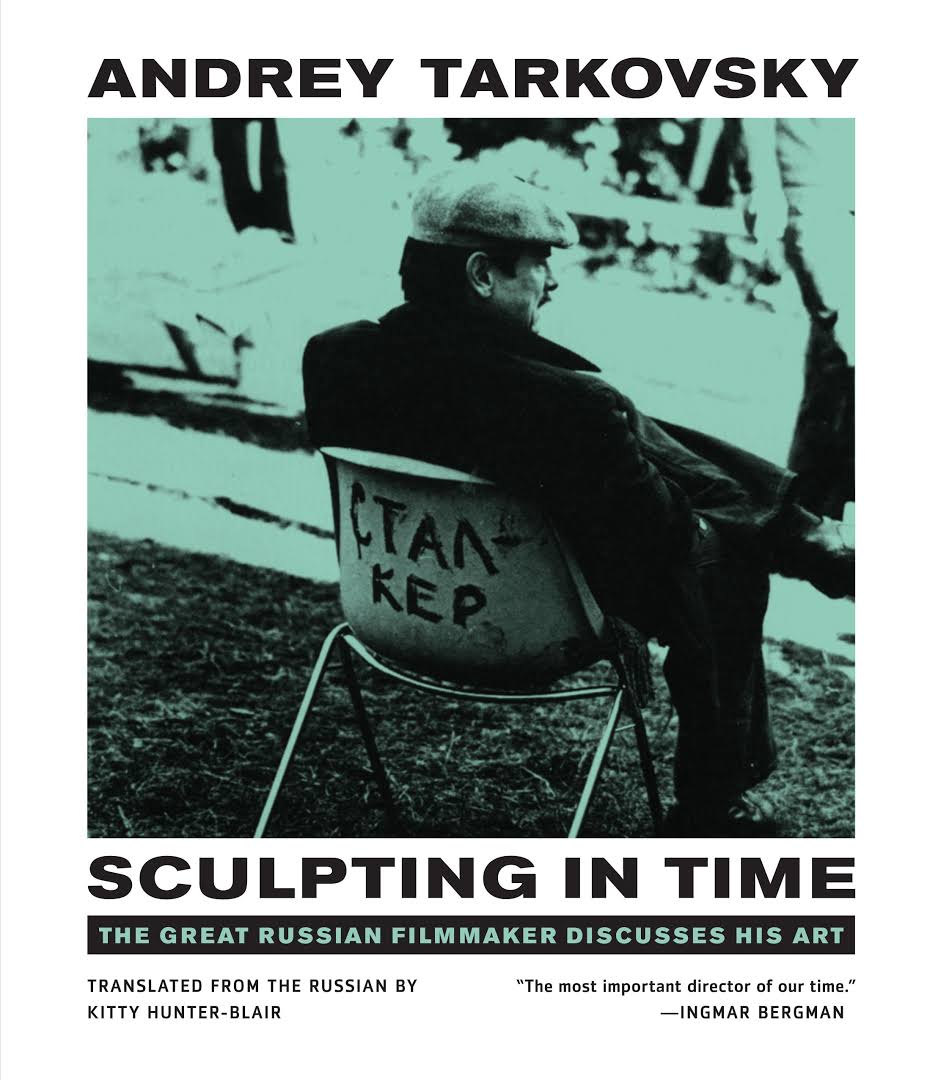 ANDREY TARKOVSKY
СТАЛ-
КЕР
SCULPTING IN TIME
THE GREAT RUSSIAN FILMMAKER DISCUSSES HIS ART
TRANSLATED FROM THE RUSSIAN BY
KITTY HUNTER-BLAIR
“The most important director of our time.”
—INGMAR BERGMAN